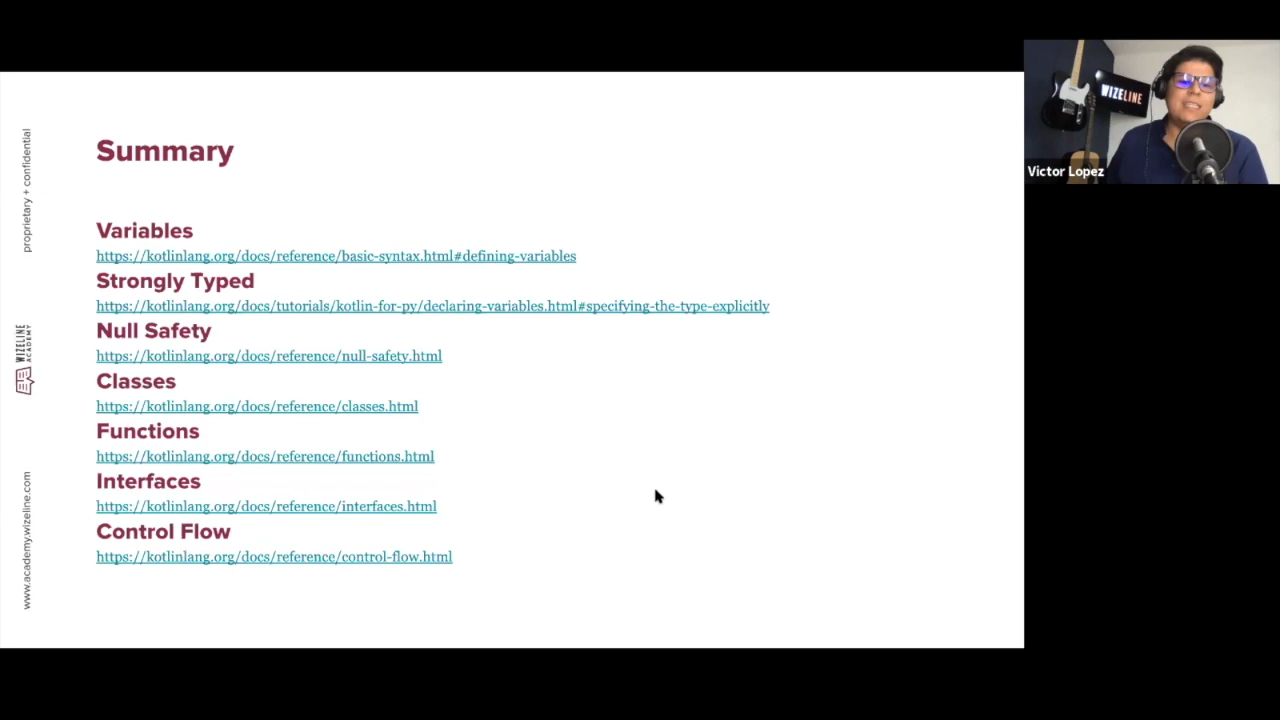 Summary
Variables
https://kotlinlang.org/docs/reference/basic-syntax.html#defining-variables
Strongly Typed
https://kotlinlang.org/docs/tutorials/kotlin-for-py/declaring-variables.html#specifying-the-type-explicitly
Null Safety
https://kotlinlang.org/docs/reference/null-safety.html
Classes
https://kotlinlang.org/docs/reference/classes.html
Functions
https://kotlinlang.org/docs/reference/functions.html
Interfaces
https://kotlinlang.org/docs/reference/interfaces.html
Control Flow
https://kotlinlang.org/docs/reference/control-flow.html
proprietary + confidential
WIZELINE
ACADEMY
www.academy.wizeline.com
WIZELINE
Victor Lopez